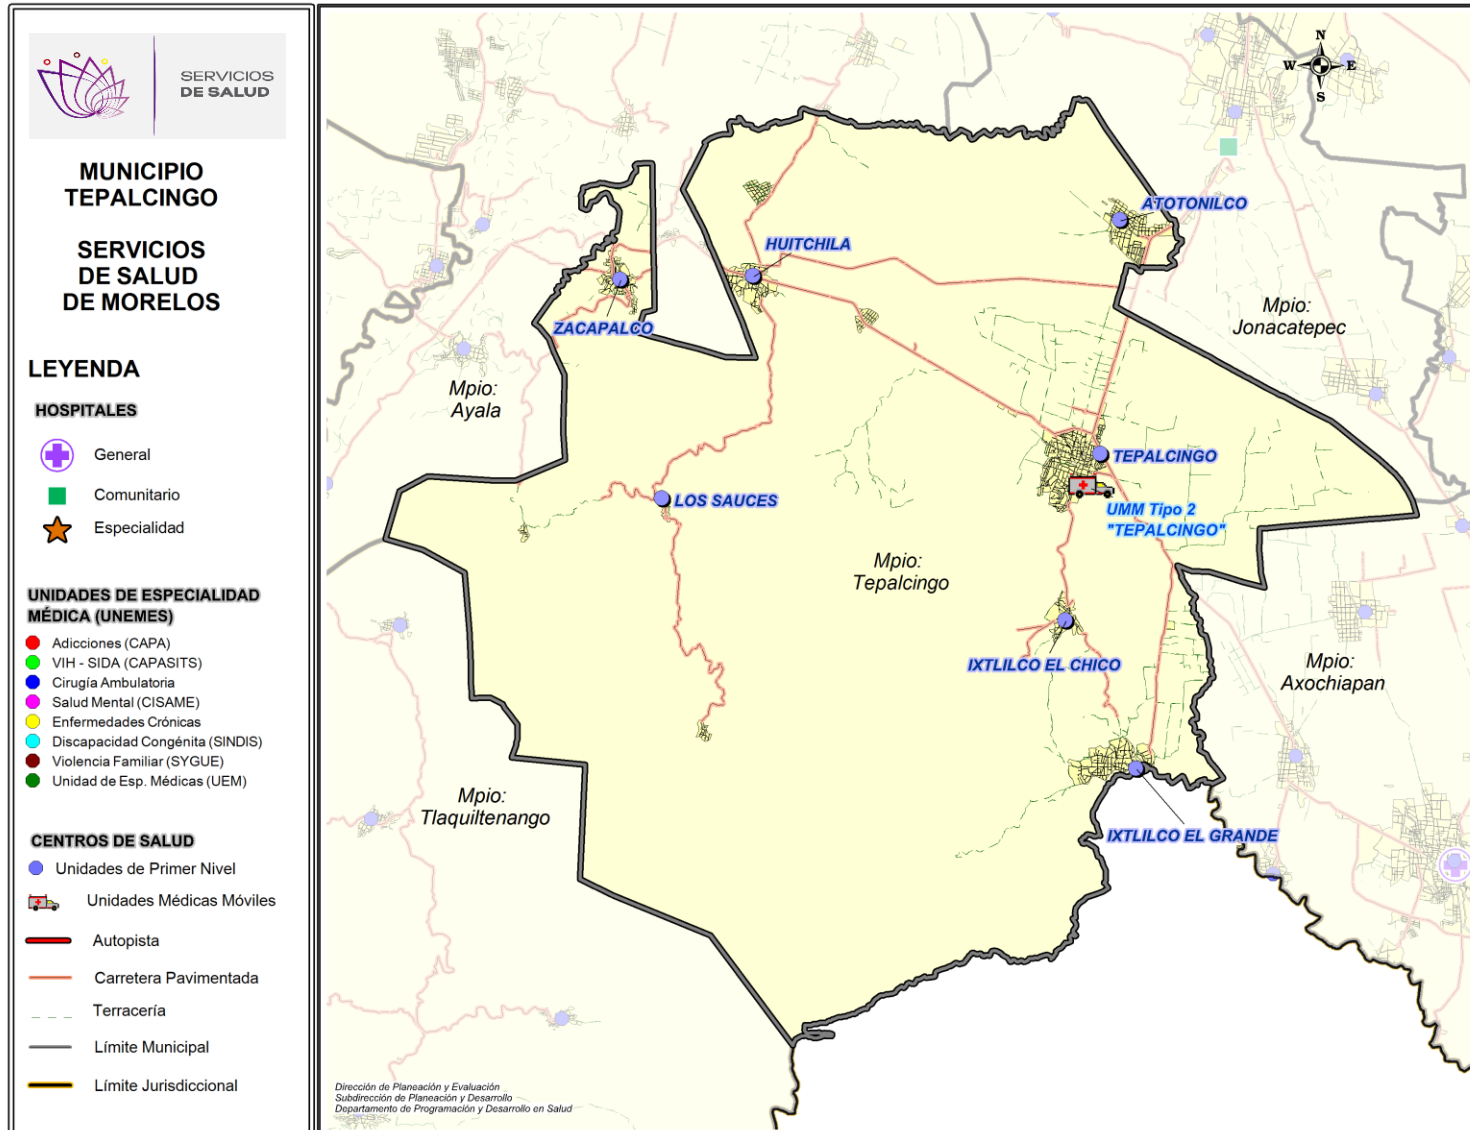 SERVICIOS
DE SALUD
MUNICIPIO
TEPALCINGO
SERVICIOS
DE SALUD
DE MORELOS
LEYENDA
HOSPITALES
General
Comunitario
Especialidad
UNIDADES DE ESPECIALIDAD
MÉDICA (UNEMES)
Adicciones (CAPA)
VIH - SIDA (CAPASITS)
Cirugía Ambulatoria
Salud Mental (CISAME)
Enfermedades Crónicas
Discapacidad Congénita (SINDIS)
Violencia Familiar (SYGUE)
Unidad de Esp. Médicas (UEM)
CENTROS DE SALUD
Unidades de Primer Nivel
Unidades Médicas Móviles
Autopista
Carretera Pavimentada
Terracería
Límite Municipal
Límite Jurisdiccional
N
W
E
S
ATOTONILCO
HUITCHILA
ZACAPALCO
Mpio:
Jonacatepec
Mpio:
Ayala
TEPALCINGO
LOS SAUCES
UMM Tipo 2
"TEPALCINGO"
Mpio:
Tepalcingo
IXTLILCO EL CHICO
Mpio:
Axochiapan
Mpio:
Tlaquiltenango
IXTLILCO EL GRANDE
Dirección de Planeación y Evaluación
Subdirección de Planeación y Desarrollo
Departamento de Programación y Desarrollo en Salud